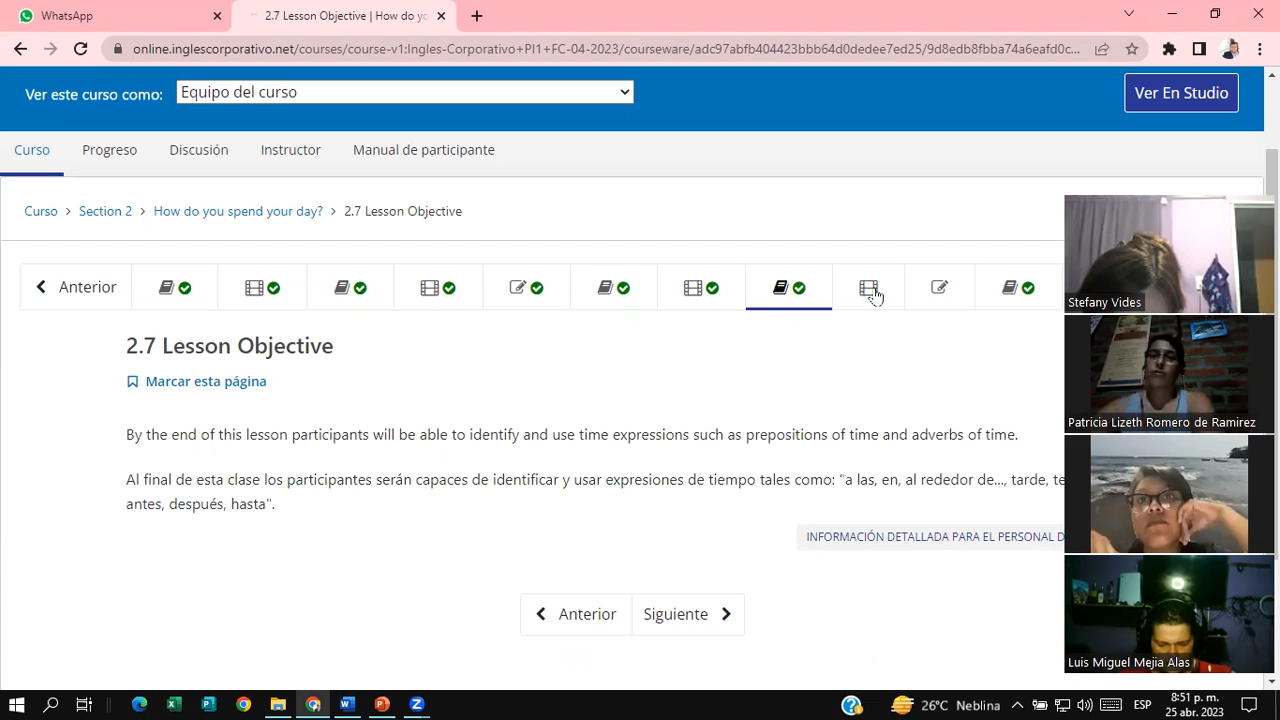 WhatsApp
2.7 Lesson Objective | How do yo
online.inglescorporativo.net/courses/course-v1:Ingles-Corporativo+PI1+FC-04-2023/courseware/adc97abfb404423bbb64d0dedee7ed25/9d8edb8fbba74a6eafd0c...
Ver este curso como:
Equipo del curso
Ver En Studio
Curso
Progreso
Discusión
Instructor
Manual de participante
Curso > Section 2 > How do you spend your day? > 2.7 Lesson Objective
Anterior
2.7 Lesson Objective
Marcar esta página
By the end of this lesson participants will be able to identify and use time expressions such as prepositions of time and adverbs of time.
Al final de esta clase los participantes serán capaces de identificar y usar expresiones de tiempo tales como: "a las, en, al rededor de..., tarde, te
antes, después, hasta".
INFORMACIÓN DETALLADA PARA EL PERSONAL D
Anterior
Siguiente
Stefany Vides
Patricia Lizeth Romero de Ramirez
Luis Miguel Mejia Alas
26°C Neblina
ESP
8:51 p. m.
25 abr. 2023